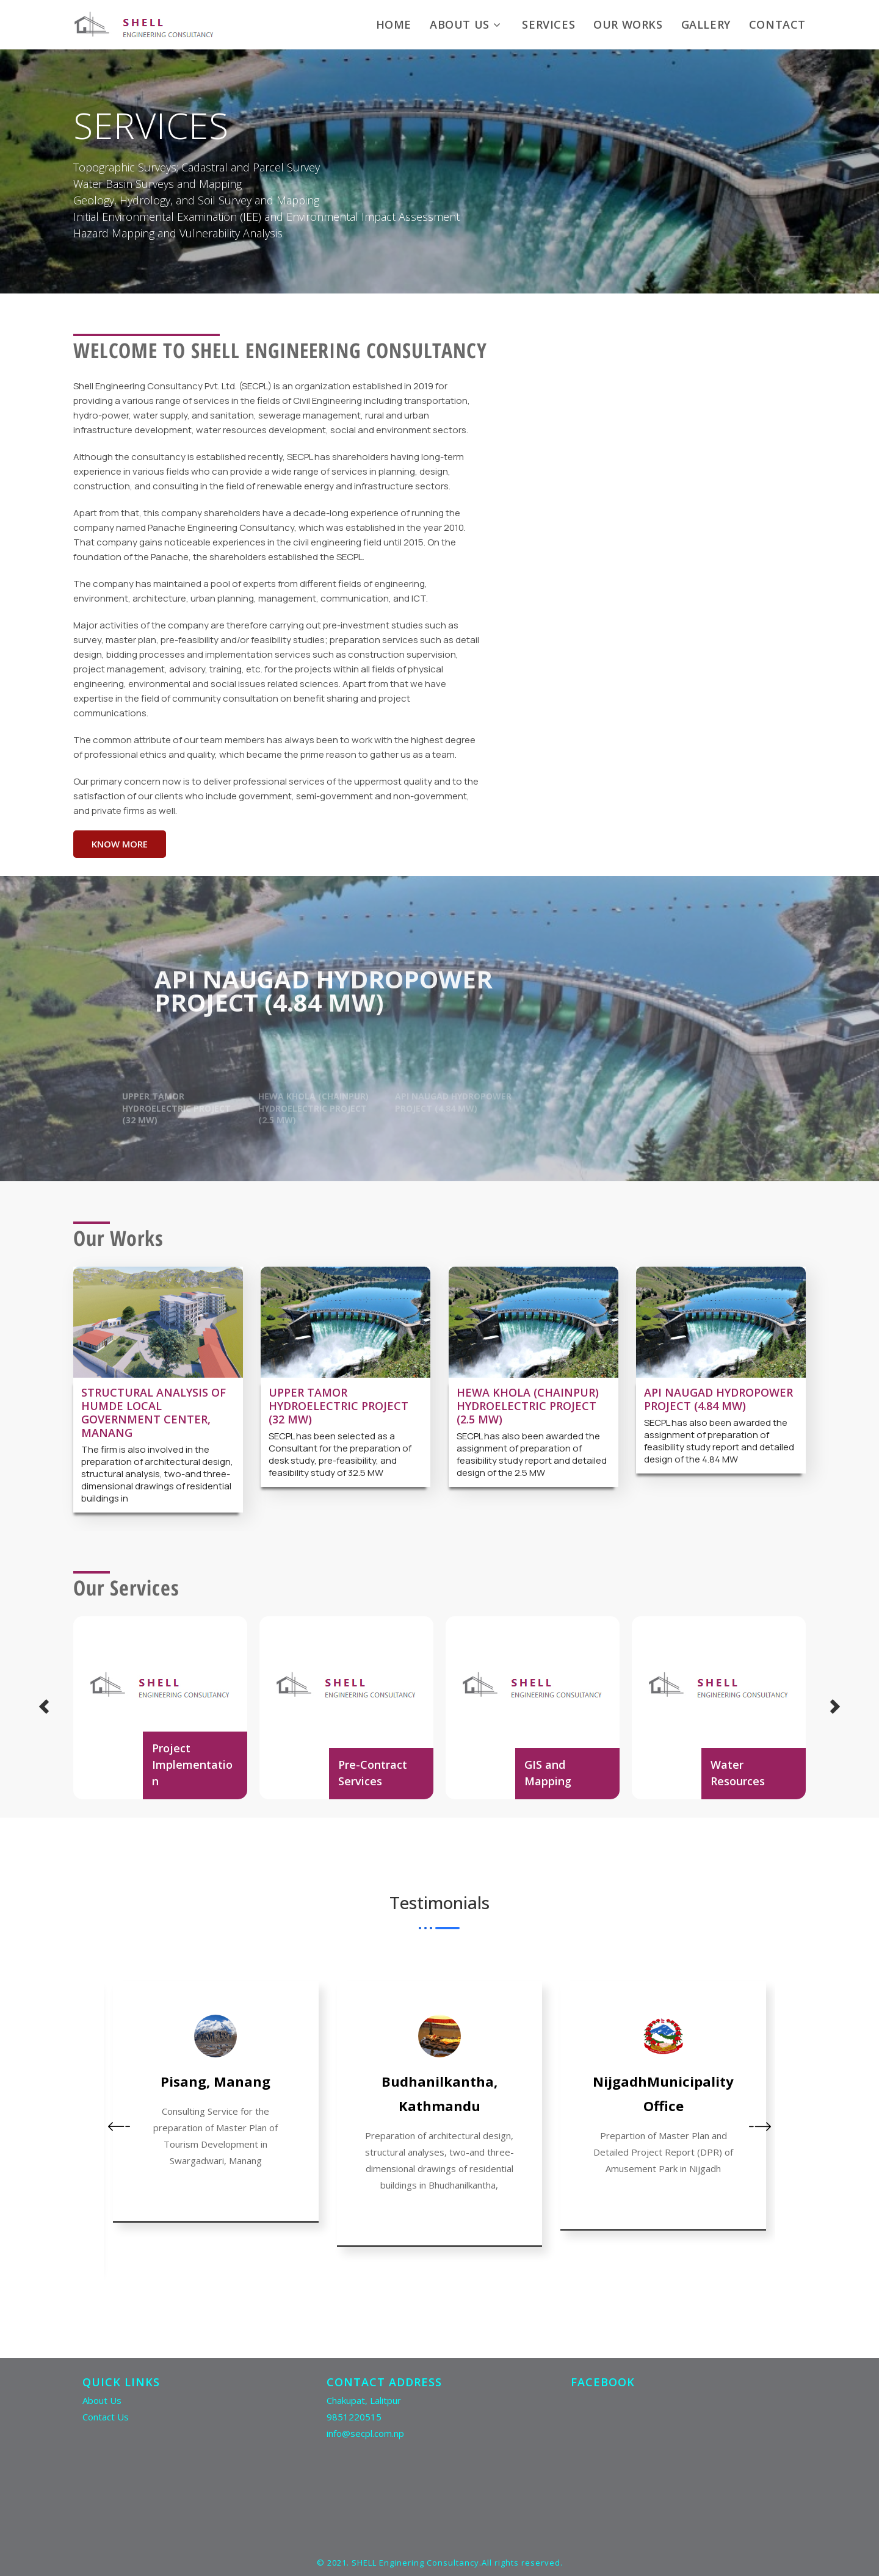 SHELL
ENGINEERING CONSULTANCY
HOME
ABOUT US
SERVICES
OUR WORKS
GALLERY
CONTACT
SERVICES
Topographic Surveys; Cadastral and Parcel Survey
Water Basin Surveys and Mapping
Geology, Hydrology, and Soil Survey and Mapping
Initial Environmental Examination (IEE) and Environmental Impact Assessment
Hazard Mapping and Vulnerability Analysis
WELCOME TO SHELL ENGINEERING CONSULTANCY
Shell Engineering Consultancy Pvt. Ltd. (SECPL) is an organization established in 2019 for
providing a various range of services in the fields of Civil Engineering including transportation,
hydro-power, water supply, and sanitation, sewerage management, rural and urban
infrastructure development, water resources development, social and environment sectors.
Although the consultancy is established recently, SECPL has shareholders having long-term
experience in various fields who can provide a wide range of services in planning, design,
construction, and consulting in the field of renewable energy and infrastructure sectors.
Apart from that, this company shareholders have a decade-long experience of running the
company named Panache Engineering Consultancy, which was established in the year 2010.
That company gains noticeable experiences in the civil engineering field until 2015. On the
foundation of the Panache, the shareholders established the SECPL.
The company has maintained a pool of experts from different fields of engineering,
environment, architecture, urban planning, management, communication, and ICT.
Major activities of the company are therefore carrying out pre-investment studies such as
survey, master plan, pre-feasibility and/or feasibility studies; preparation services such as detail
design, bidding processes and implementation services such as construction supervision,
project management, advisory, training, etc. for the projects within all fields of physical
engineering, environmental and social issues related sciences. Apart from that we have
expertise in the field of community consultation on benefit sharing and project
communications.
The common attribute of our team members has always been to work with the highest degree
of professional ethics and quality, which became the prime reason to gather us as a team.
Our primary concern now is to deliver professional services of the uppermost quality and to the
satisfaction of our clients who include government, semi-government and non-government,
and private firms as well.
KNOW MORE
API NAUGAD HYDROPOWER
PROJECT (4.84 MW)
UPPER TAMOR
HYDROELECTRIC PROJECT
(32 MW)
HEWA KHOLA (CHAINPUR)
HYDROELECTRIC PROJECT
(2.5 MW)
API NAUGAD HYDROPOWER
PROJECT (4.84 MW)
Our Works
STRUCTURAL ANALYSIS OF
HUMDE LOCAL
GOVERNMENT CENTER,
MANANG
The firm is also involved in the
preparation of architectural design,
structural analysis, two-and three-
dimensional drawings of residential
buildings in
UPPER TAMOR
HYDROELECTRIC PROJECT
(32 MW)
SECPL has been selected as a
Consultant for the preparation of
desk study, pre-feasibility, and
feasibility study of 32.5 MW
HEWA KHOLA (CHAINPUR)
HYDROELECTRIC PROJECT
(2.5 MW)
SECPL has also been awarded the
assignment of preparation of
feasibility study report and detailed
design of the 2.5 MW
API NAUGAD HYDROPOWER
PROJECT (4.84 MW)
SECPL has also been awarded the
assignment of preparation of
feasibility study report and detailed
design of the 4.84 MW
Our Services
SHELL
ENGINEERING CONSULTANCY
Project
Implementatio
n
SHELL
ENGINEERING CONSULTANCY
Pre-Contract
Services
SHELL
ENGINEERING CONSULTANCY
GIS and
Mapping
SHELL
ENGINEERING CONSULTANCY
Water
Resources
Testimonials
Pisang, Manang
Consulting Service for the
preparation of Master Plan of
Tourism Development in
Swargadwari, Manang
Budhanilkantha,
Kathmandu
Preparation of architectural design,
structural analyses, two-and three-
dimensional drawings of residential
buildings in Bhudhanilkantha,
NijgadhMunicipality
Office
Prepartion of Master Plan and
Detailed Project Report (DPR) of
Amusement Park in Nijgadh
QUICK LINKS
About Us
Contact Us
CONTACT ADDRESS
Chakupat, Lalitpur
9851220515
info@secpl.com.np
FACEBOOK
© 2021. SHELL Enginering Consultancy.All rights reserved.